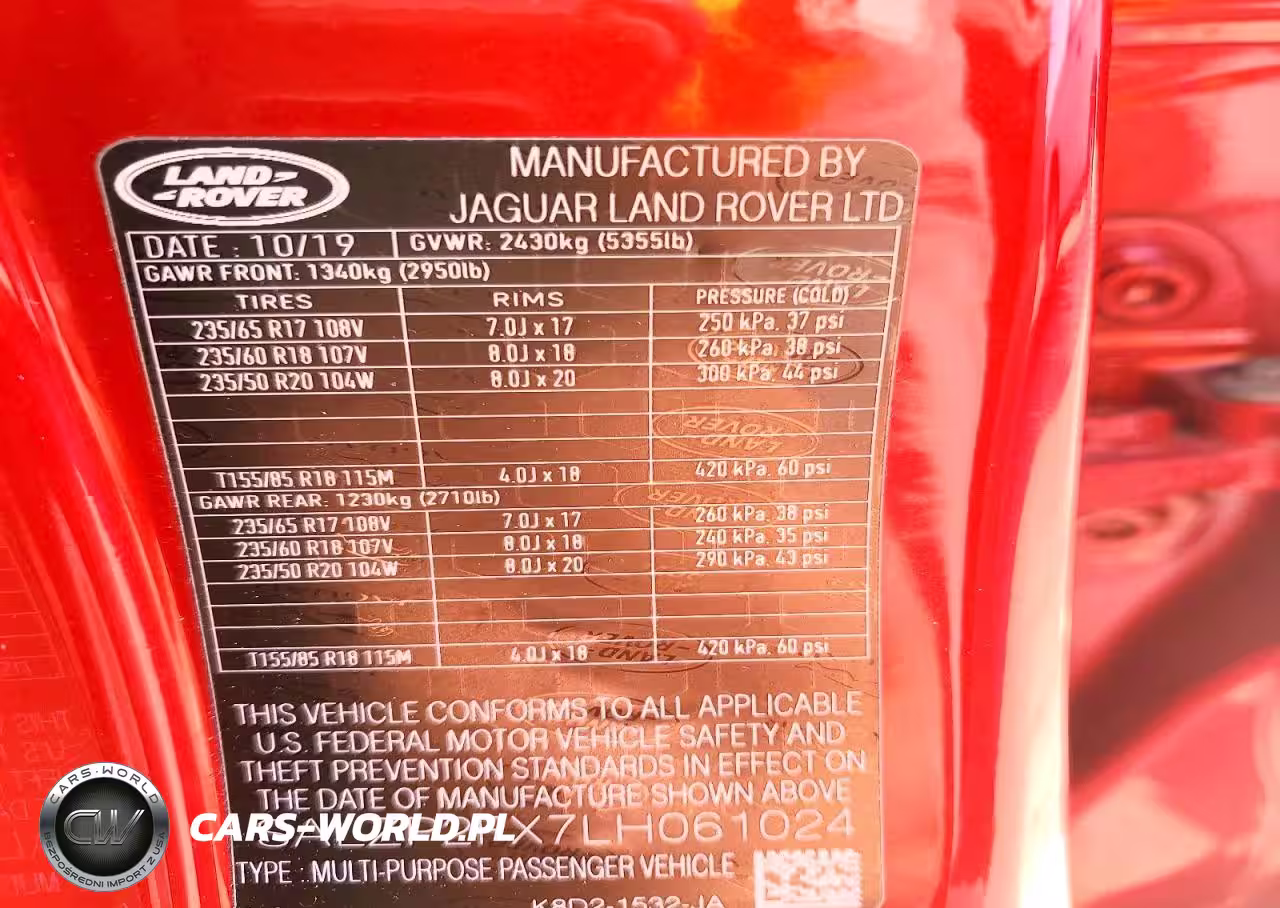 LAND ROVER
MANUFACTURED BY
JAGUAR LAND ROVER LTD
DATE : 10/19 GVWR: 2430kg (5355lb)
GAWR FRONT: 1340kg (2950lb)
TIRES RIMS PRESSURE (COLD)
235/65 R17 108V 7.0J x 17 250 kPa. 37 psi
235/60 R18 107V 8.0J x 18 260 kPa. 38 psi
235/50 R20 104W 8.0J x 20 300 kPa. 44 psi
T155/85 R18 115M 4.0J x 18 420 kPa. 60 psi
GAWR REAR: 1230kg (2710lb)
235/65 R17 108V 7.0J x 17 260 kPa. 38 psi
235/60 R18 107V 8.0J x 18 240 kPa. 35 psi
235/50 R20 104W 8.0J x 20 290 kPa. 43 psi
T155/85 R18 115M 4.0J x 18 420 kPa. 60 psi
THIS VEHICLE CONFORMS TO ALL APPLICABLE
U.S. FEDERAL MOTOR VEHICLE SAFETY AND
THEFT PREVENTION STANDARDS IN EFFECT ON
THE DATE OF MANUFACTURE SHOWN ABOVE
X7LH061024
TYPE : MULTI-PURPOSE PASSENGER VEHICLE
K8D2-1532-JA
CARS-WORLD
CW
BEZPOŚREDNI IMPORT Z USA
CARS-WORLD.PL